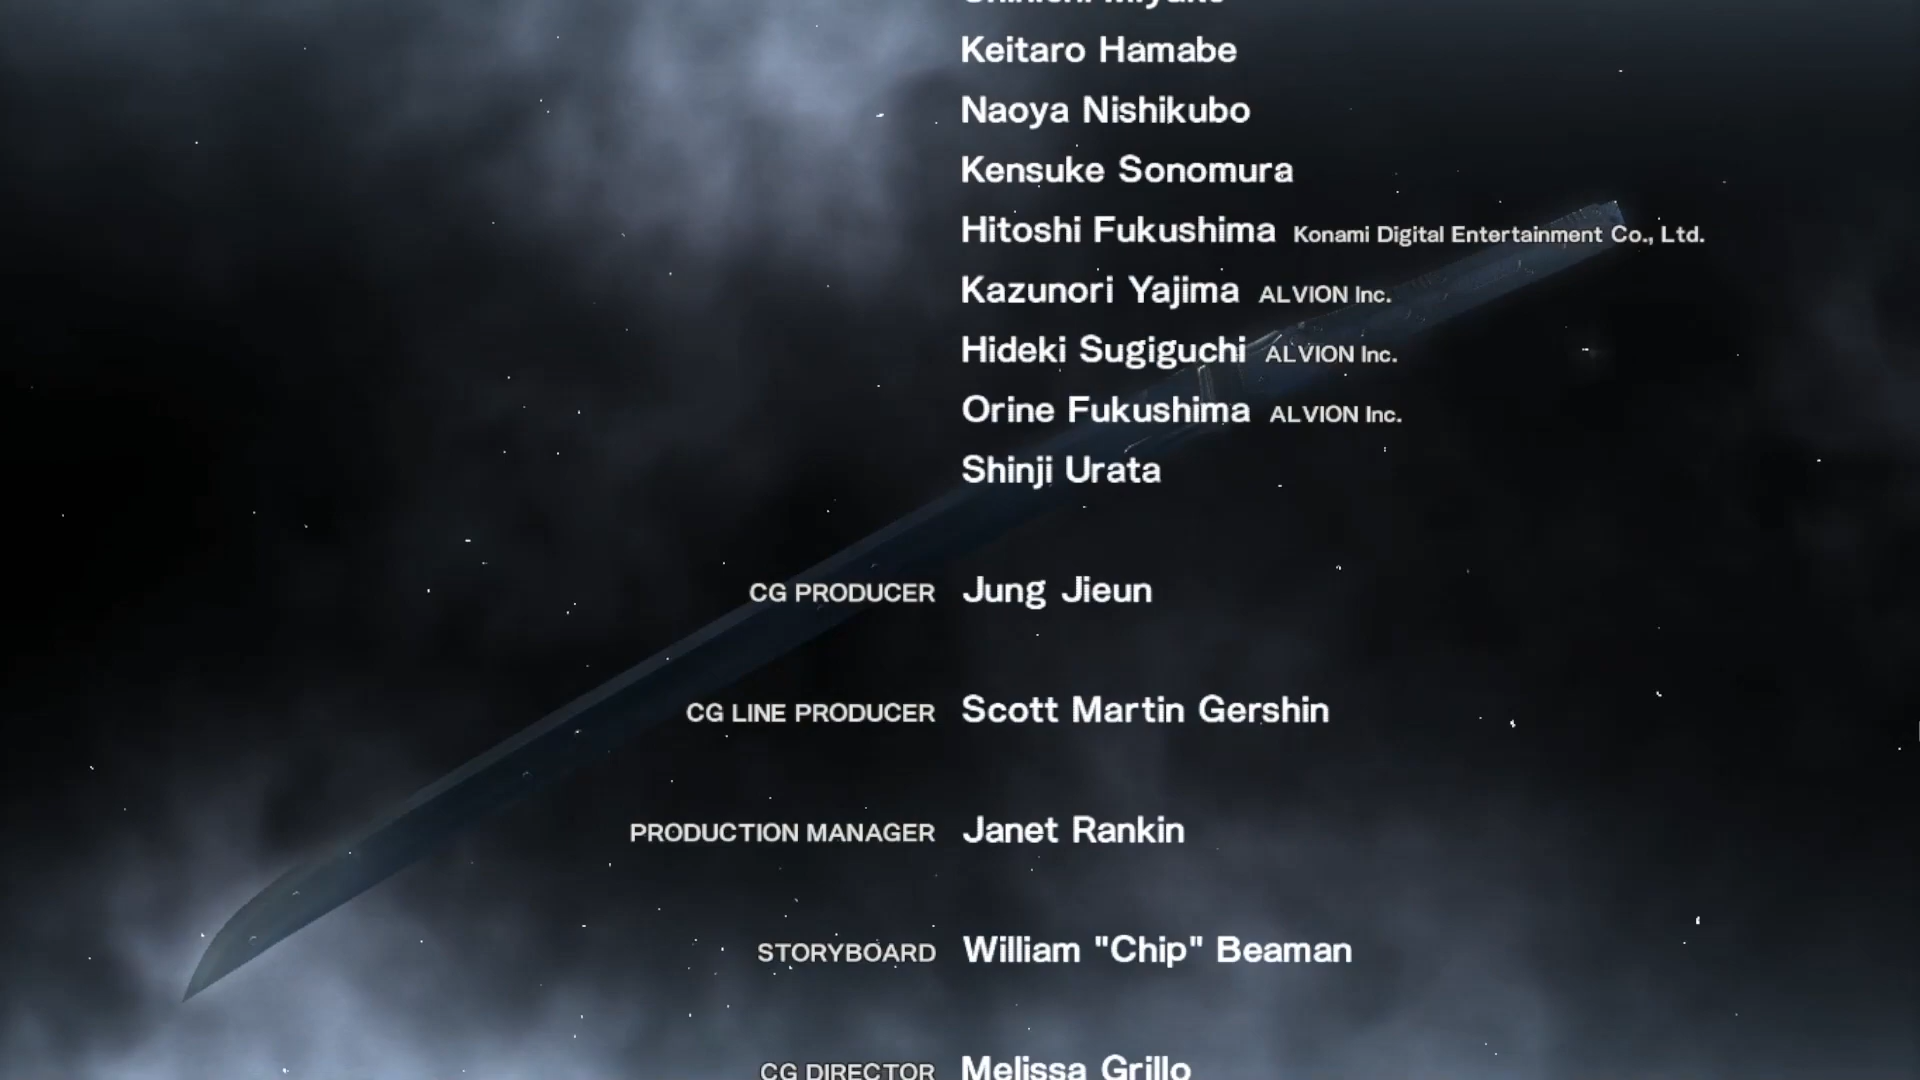 Keitaro Hamabe
Naoya Nishikubo
Kensuke Sonomura
Hitoshi Fukushima Konami Digital Entertainment Co., Ltd.
Kazunori Yajima ALVION Inc.
Hideki Sugiguchi ALVION Inc.
Orine Fukushima ALVION Inc.
Shinji Urata
CG PRODUCER Jung Jieun
CG LINE PRODUCER Scott Martin Gershin
PRODUCTION MANAGER Janet Rankin
STORYBOARD William "Chip" Beaman
CG DIRECTOR Melissa Grillo